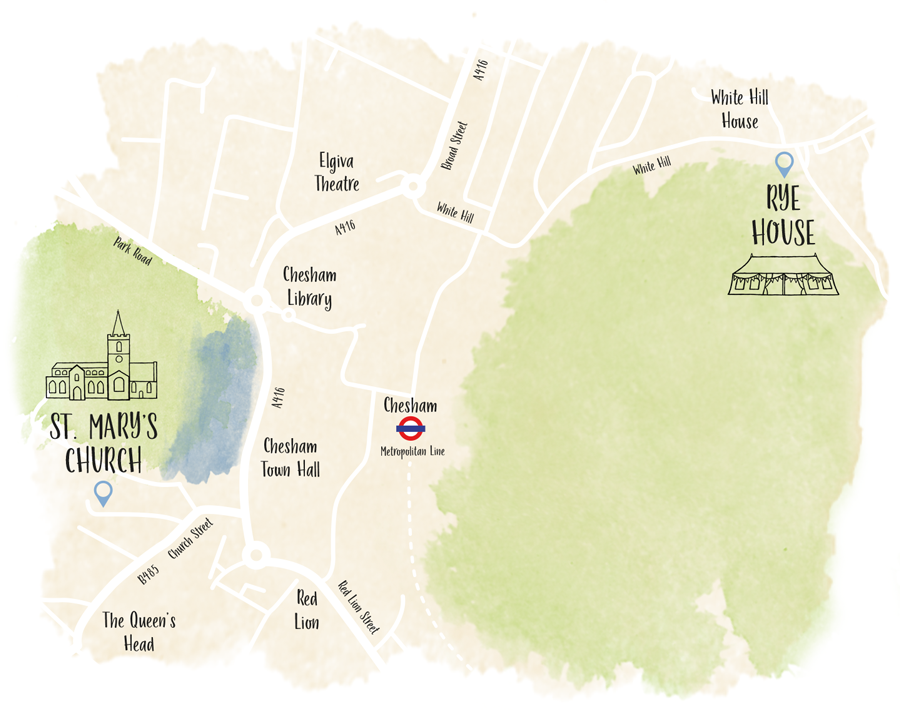 A416
White Hill
House
Broad Street
Elgiva
Theatre
White Hill
RYE
HOUSE
White Hill
A416
Park Road
Chesham
Library
A416
Chesham
Metropolitan Line
ST. MARY'S
CHURCH
Chesham
Town Hall
Church Street
B485
Red Lion Street
Red
Lion
The Queen's
Head